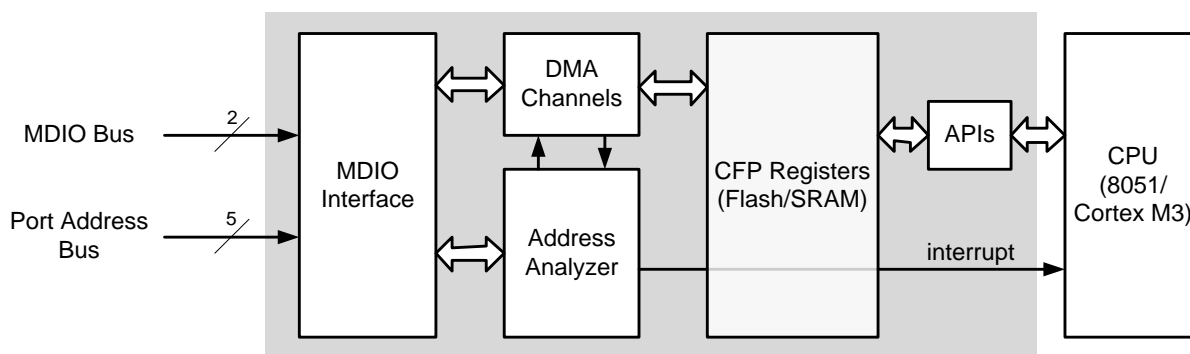 MDIO Bus
2
Port Address
Bus
5
MDIO
Interface
DMA
Channels
Address
Analyzer
CFP Registers
(Flash/SRAM)
APIs
interrupt
CPU
(8051/
Cortex M3)